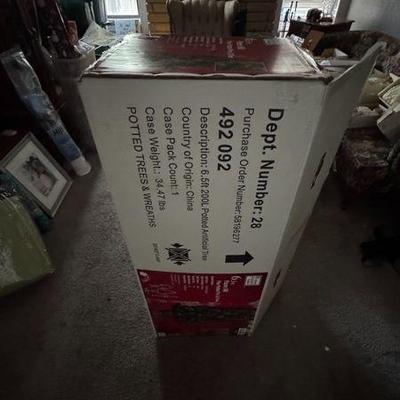 Dept. Number: 28
Purchase Order Number:58196277
492 092
Description: 6.5ft 200L Potted Artificial Tree
Country of Origin: China
Case Pack Count: 1
Case Weight.: 34.47 lbs
POTTED TREES & WREATHS